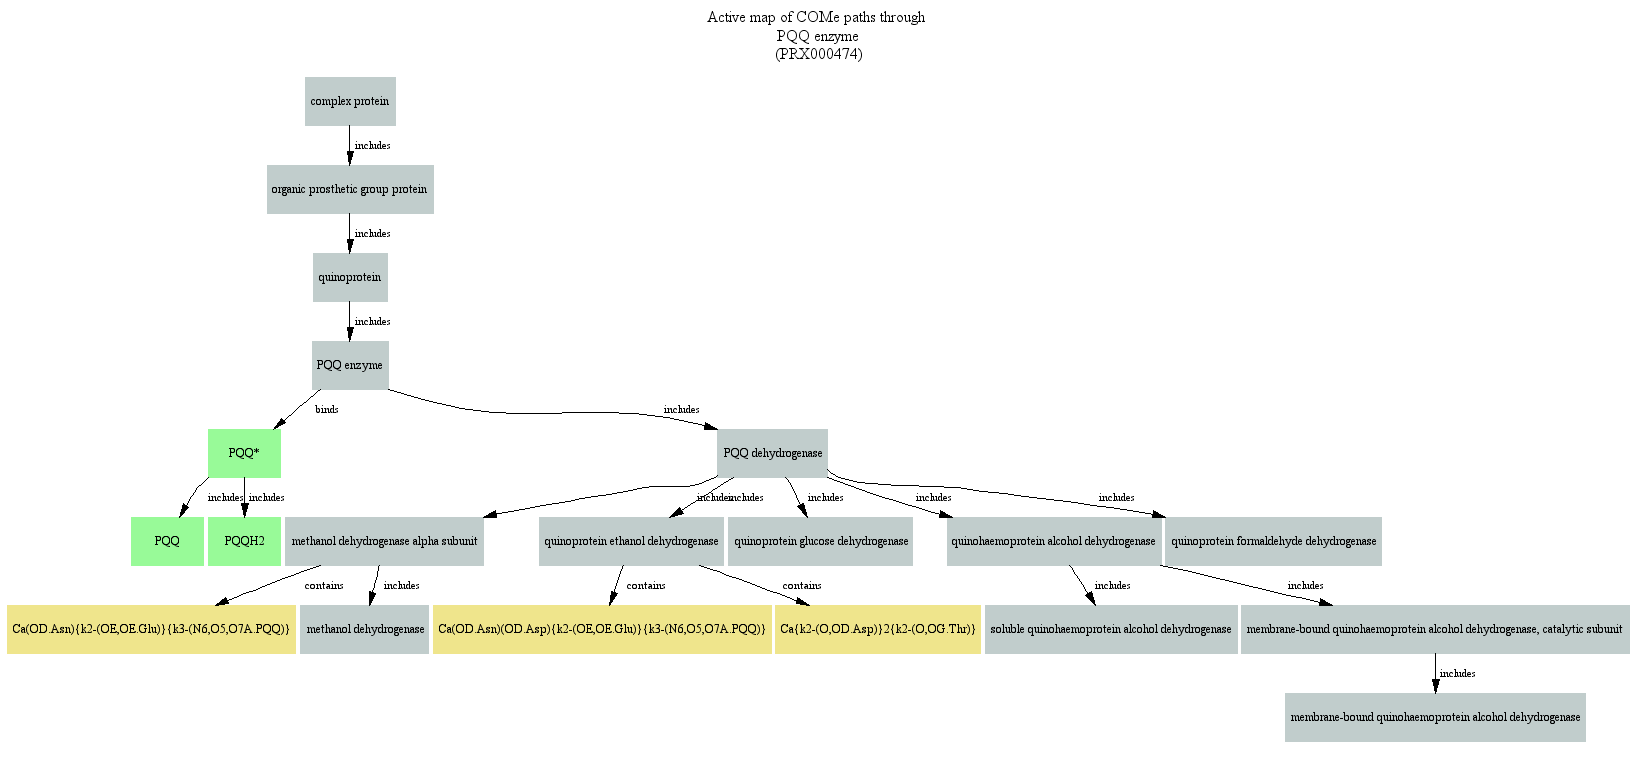 Active map of COMe paths through
PQQ enzyme
(PRX000474)
complex protein
includes
organic prosthetic group protein
includes
quinoprotein
includes
PQQ enzyme
binds
includes
PQQ*
PQQ dehydrogenase
includes
includes
includes
includes
includes
includes
includes
PQQ
PQQH2
methanol dehydrogenase alpha subunit
quinoprotein ethanol dehydrogenase
quinoprotein glucose dehydrogenase
quinohaemoprotein alcohol dehydrogenase
quinoprotein formaldehyde dehydrogenase
contains
includes
contains
contains
includes
includes
Ca(OD.Asn){k2-(OE,OE.Glu)}{k3-(N6,O5,O7A.PQQ)}
methanol dehydrogenase
Ca(OD.Asn)(OD.Asp){k2-(OE,OE.Glu)}{k3-(N6,O5,O7A.PQQ)}
Ca{k2-(O,OD.Asp)}2{k2-(O,OG.Thr)}
soluble quinohaemoprotein alcohol dehydrogenase
membrane-bound quinohaemoprotein alcohol dehydrogenase, catalytic subunit
includes
membrane-bound quinohaemoprotein alcohol dehydrogenase